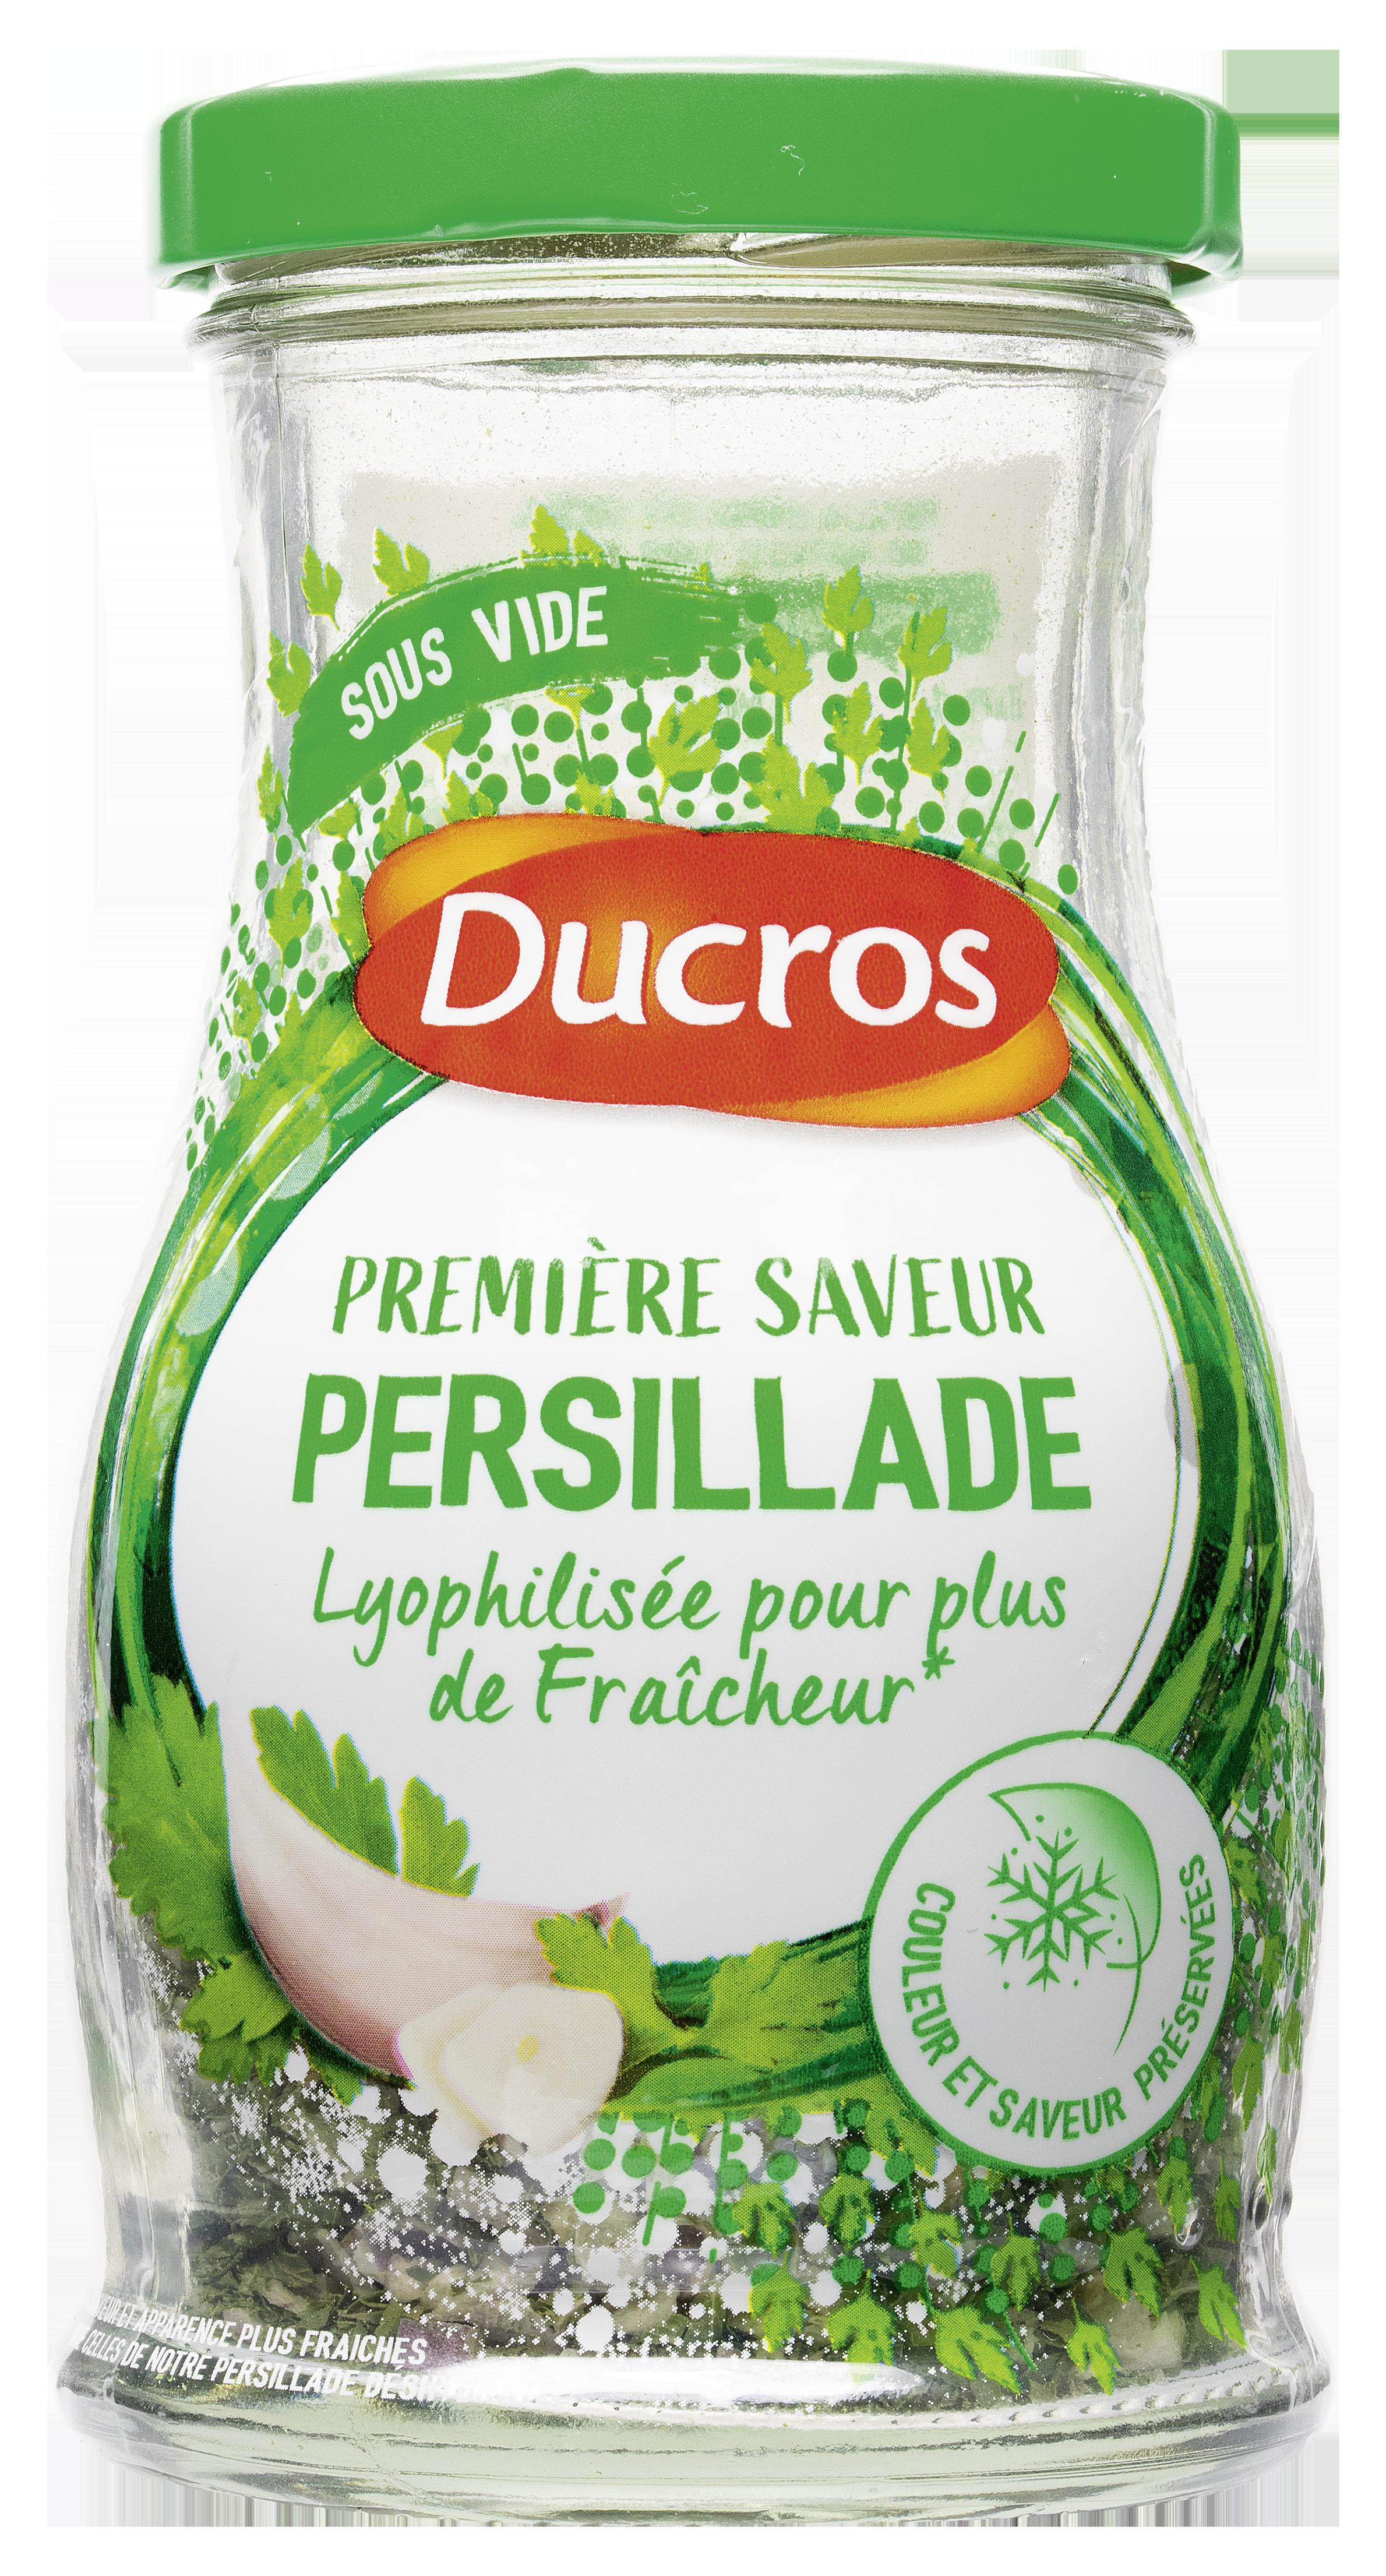 SOUS VIDE
Ducros
PREMIÈRE SAVEUR
PERSILLADE
Lyophilisée pour plus
de Fraîcheur*
COULEUR ET SAVEUR PRÉSERVÉES
ET APPARENCE PLUS FRAICHES
CELLES DE NOTRE PERSILLADE